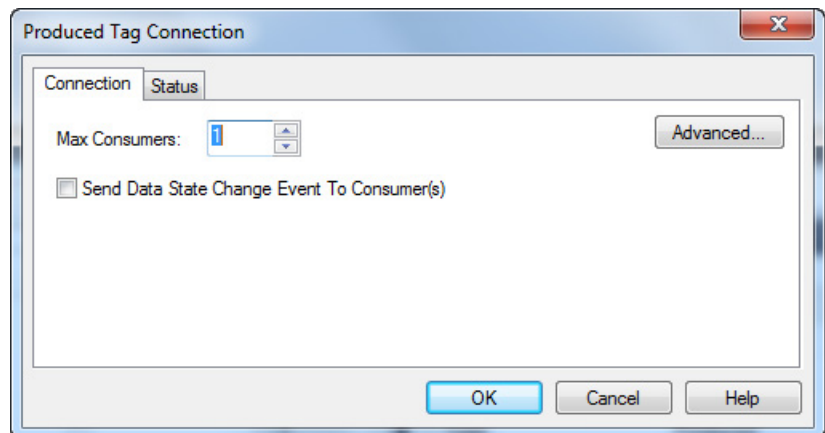 Produced Tag Connection
Connection Status
Max Consumers: 1 Advanced...
Send Data State Change Event To Consumer(s)
OK Cancel Help